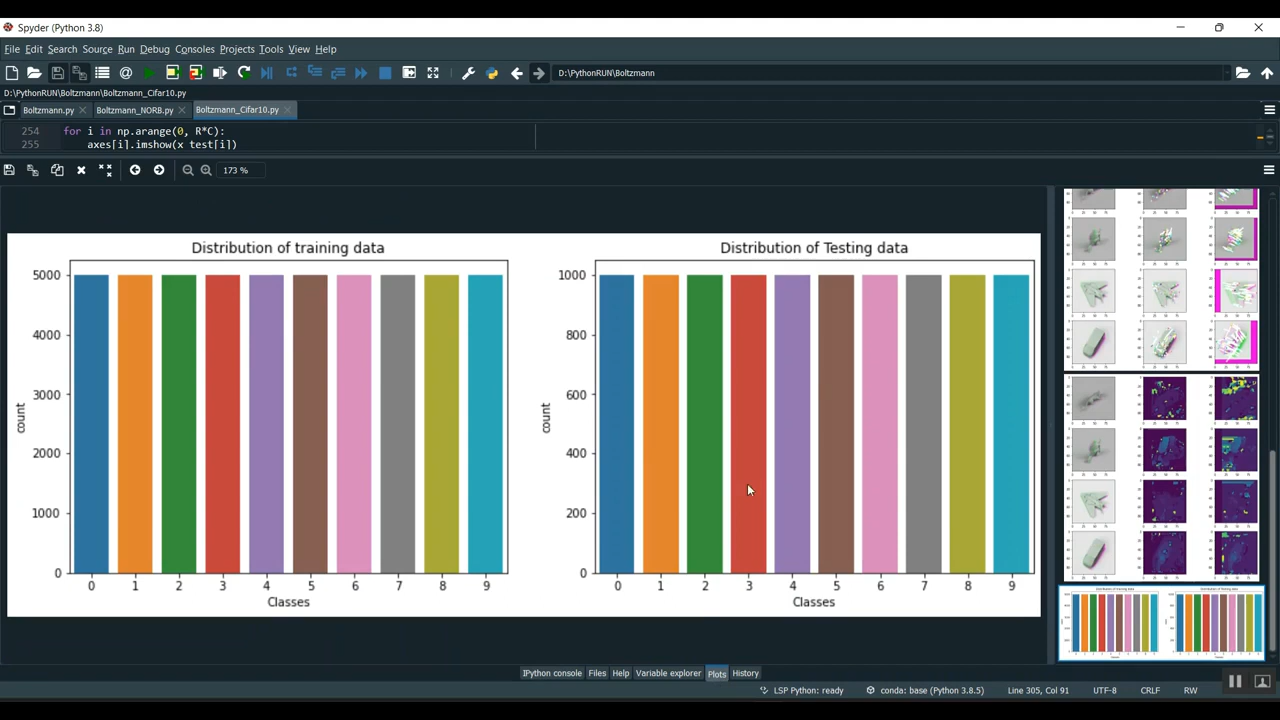 Spyder (Python 3.8)
File Edit Search Source Run Debug Consoles Projects Tools View Help
D:\PythonRUN\Boltzmann
D:\PythonRUN\Boltzmann\Boltzmann_Cifar10.py
Boltzmann.py Boltzmann_NORB.py Boltzmann_Cifar10.py
254 for i in np.arange(0, R*C):
255 axes[i].imshow(x_test[i])
173 %
Distribution of training data
5000
4000
3000
2000
1000
0
count
0 1 2 3 4 5 6 7 8 9
Classes
Distribution of Testing data
1000
800
600
400
200
0
count
0 1 2 3 4 5 6 7 8 9
Classes
IPython console Files Help Variable explorer Plots History
LSP Python: ready conda: base (Python 3.8.5) Line 305, Col 91 UTF-8 CRLF RW